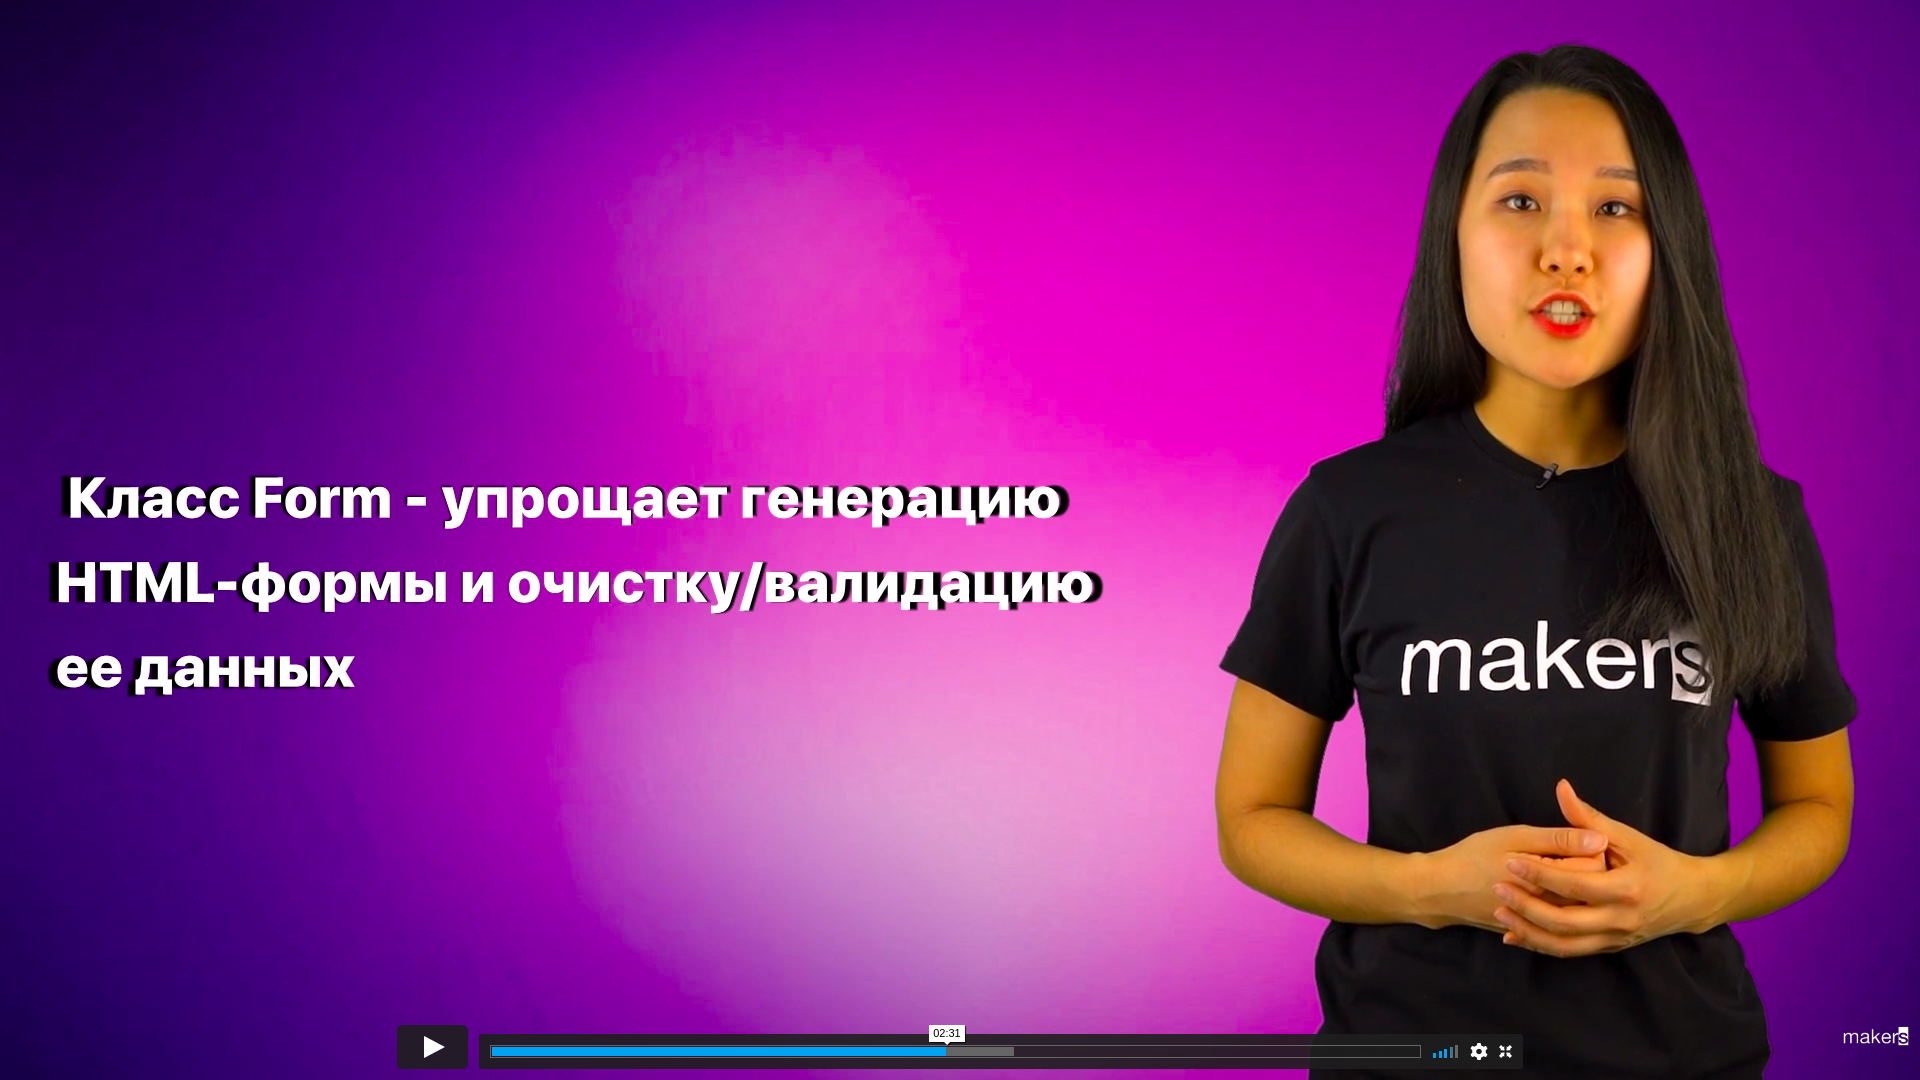 Класс Form - упрощает генерацию
HTML-формы и очистку/валидацию
ее данных
makers
02:31
makers